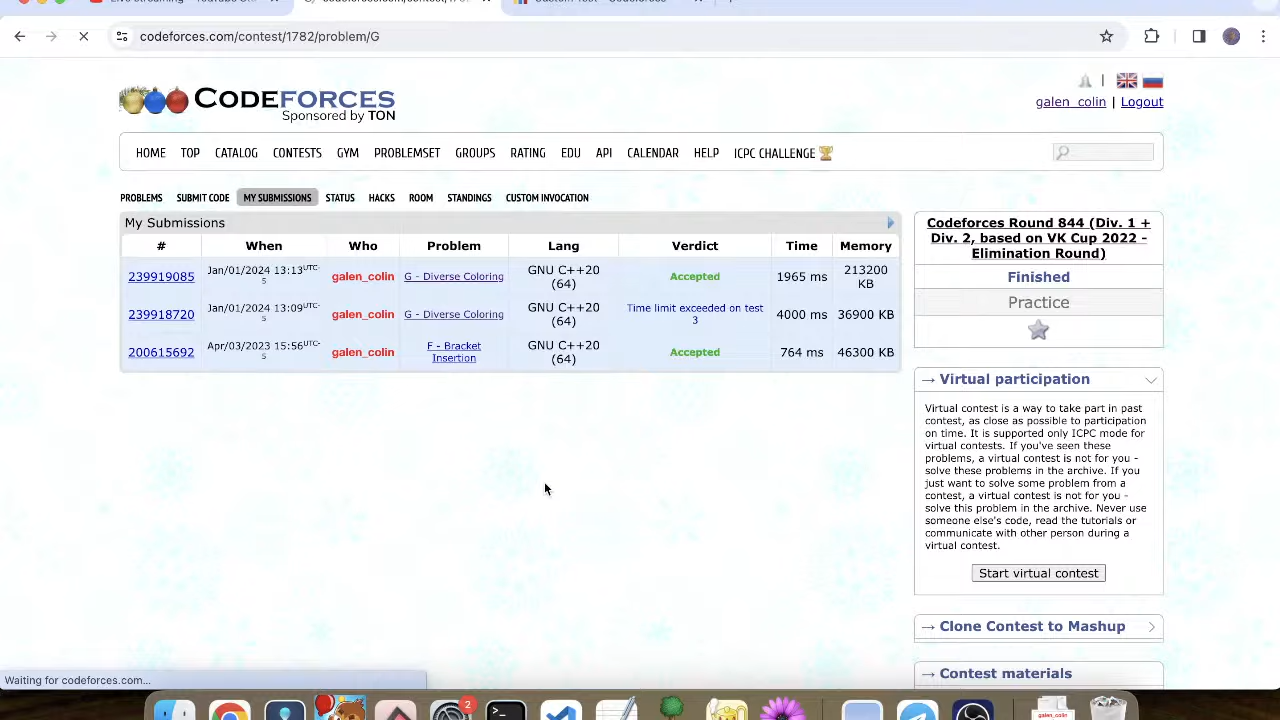 codeforces.com/contest/1782/problem/G
CODEFORCES
Sponsored by TON
galen_colin | Logout
HOME TOP CATALOG CONTESTS GYM PROBLEMSET GROUPS RATING EDU API CALENDAR HELP ICPC CHALLENGE
PROBLEMS SUBMIT CODE MY SUBMISSIONS STATUS HACKS ROOM STANDINGS CUSTOM INVOCATION
My Submissions
# When Who Problem Lang Verdict Time Memory
239919085 Jan/01/2024 13:13UTC-5 galen_colin G - Diverse Coloring GNU C++20 (64) Accepted 1965 ms 213200 KB
239918720 Jan/01/2024 13:09UTC-5 galen_colin G - Diverse Coloring GNU C++20 (64) Time limit exceeded on test 3 4000 ms 36900 KB
200615692 Apr/03/2023 15:56UTC-5 galen_colin F - Bracket Insertion GNU C++20 (64) Accepted 764 ms 46300 KB
Codeforces Round 844 (Div. 1 +
Div. 2, based on VK Cup 2022 -
Elimination Round)
Finished
Practice
→ Virtual participation
Virtual contest is a way to take part in past
contest, as close as possible to participation
on time. It is supported only ICPC mode for
virtual contests. If you've seen these
problems, a virtual contest is not for you -
solve these problems in the archive. If you
just want to solve some problem from a
contest, a virtual contest is not for you -
solve this problem in the archive. Never use
someone else's code, read the tutorials or
communicate with other person during a
virtual contest.
Start virtual contest
→ Clone Contest to Mashup
→ Contest materials
Waiting for codeforces.com...
2
galen_colin